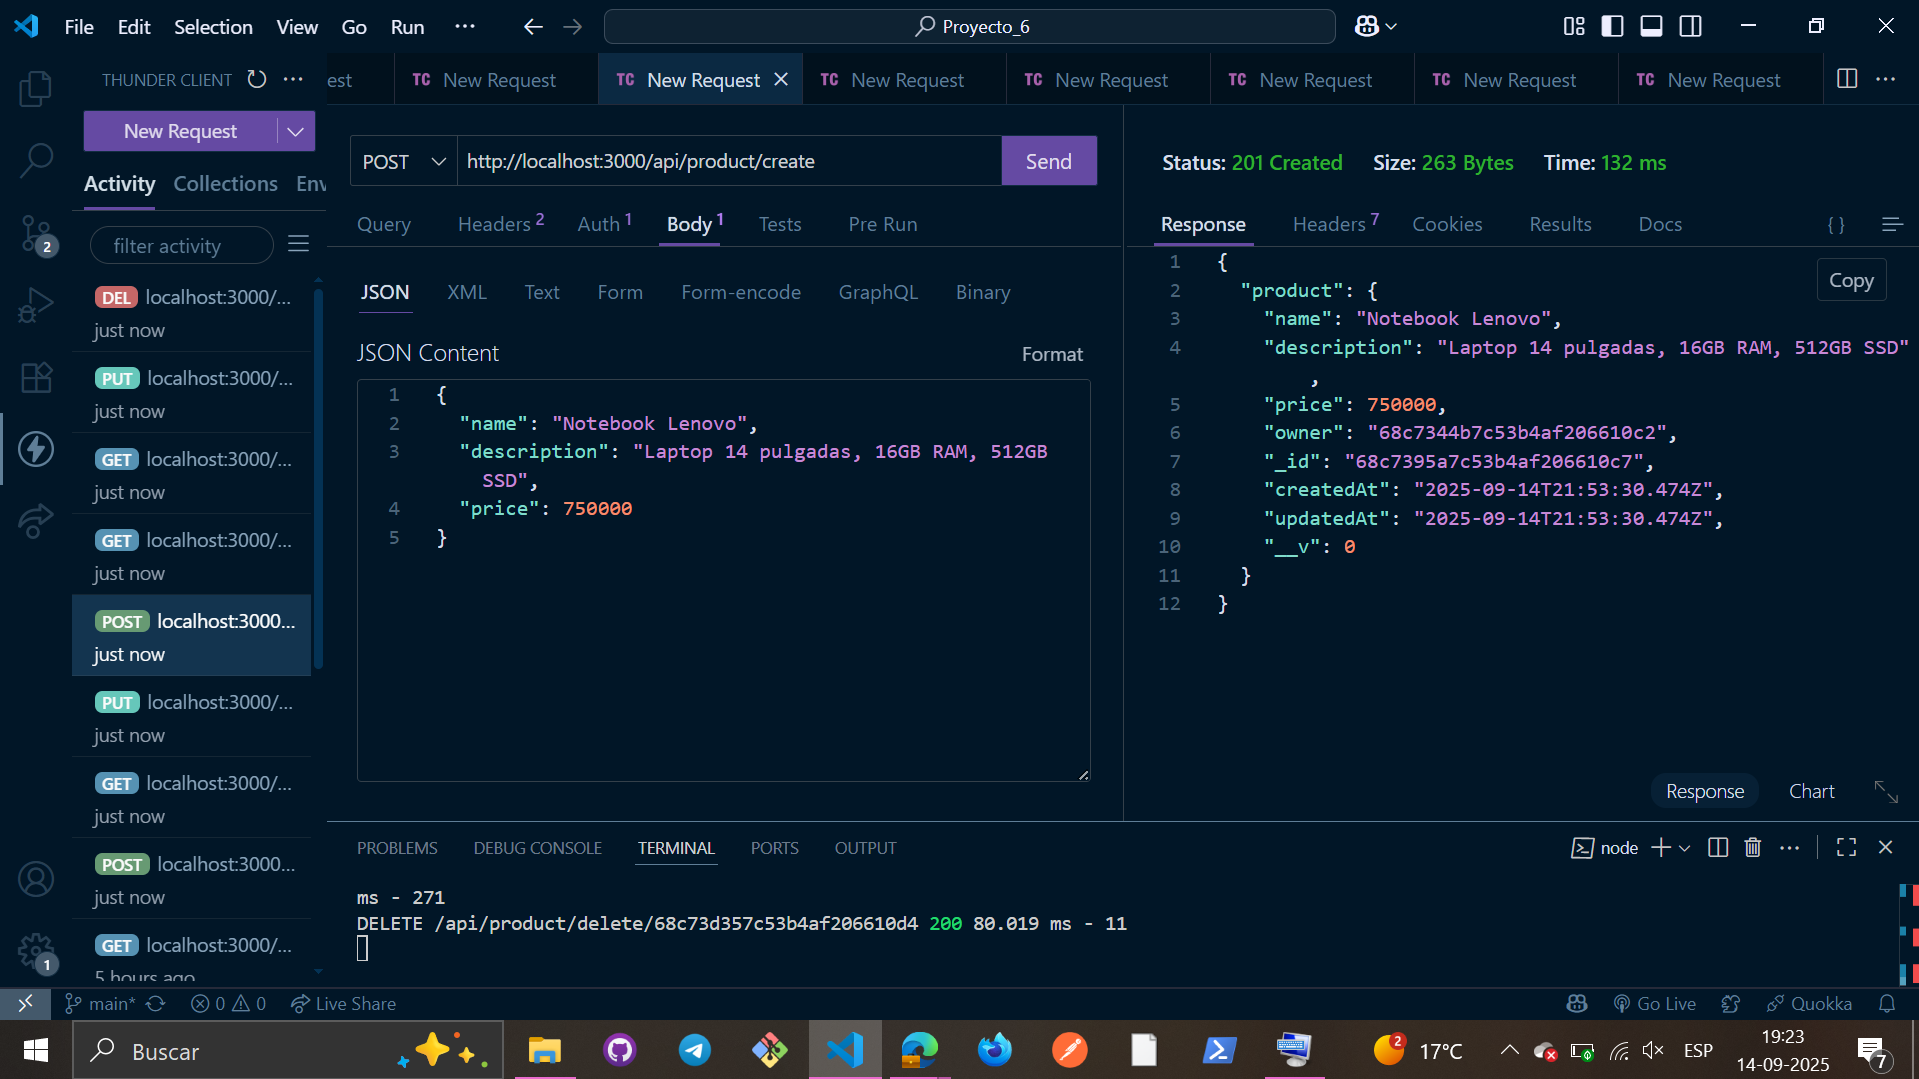 File Edit Selection View Go Run ··· Proyecto_6
THUNDER CLIENT ···
New Request
Activity Collections Env
filter activity
DEL localhost:3000/...
just now
PUT localhost:3000/...
just now
GET localhost:3000/...
just now
GET localhost:3000/...
just now
POST localhost:3000...
just now
PUT localhost:3000/...
just now
GET localhost:3000/...
just now
POST localhost:3000...
just now
GET localhost:3000/...
5 hours ago
est TC New Request TC New Request TC New Request TC New Request TC New Request TC New Request TC New Request ···
POST http://localhost:3000/api/product/create Send
Query Headers 2 Auth 1 Body 1 Tests Pre Run
JSON XML Text Form Form-encode GraphQL Binary
JSON Content Format
1 {
2 "name": "Notebook Lenovo",
3 "description": "Laptop 14 pulgadas, 16GB RAM, 512GB
SSD",
4 "price": 750000
5 }
Status: 201 Created Size: 263 Bytes Time: 132 ms
Response Headers 7 Cookies Results Docs { }
Copy
1 {
2 "product": {
3 "name": "Notebook Lenovo",
4 "description": "Laptop 14 pulgadas, 16GB RAM, 512GB SSD"
,
5 "price": 750000,
6 "owner": "68c7344b7c53b4af206610c2",
7 "_id": "68c7395a7c53b4af206610c7",
8 "createdAt": "2025-09-14T21:53:30.474Z",
9 "updatedAt": "2025-09-14T21:53:30.474Z",
10 "__v": 0
11 }
12 }
Response Chart
PROBLEMS DEBUG CONSOLE TERMINAL PORTS OUTPUT node ···
ms - 271
DELETE /api/product/delete/68c73d357c53b4af206610d4 200 80.019 ms - 11
2
1
main* 0 0 Live Share Go Live Quokka
Buscar 2 17°C ESP 19:23
14-09-2025 7